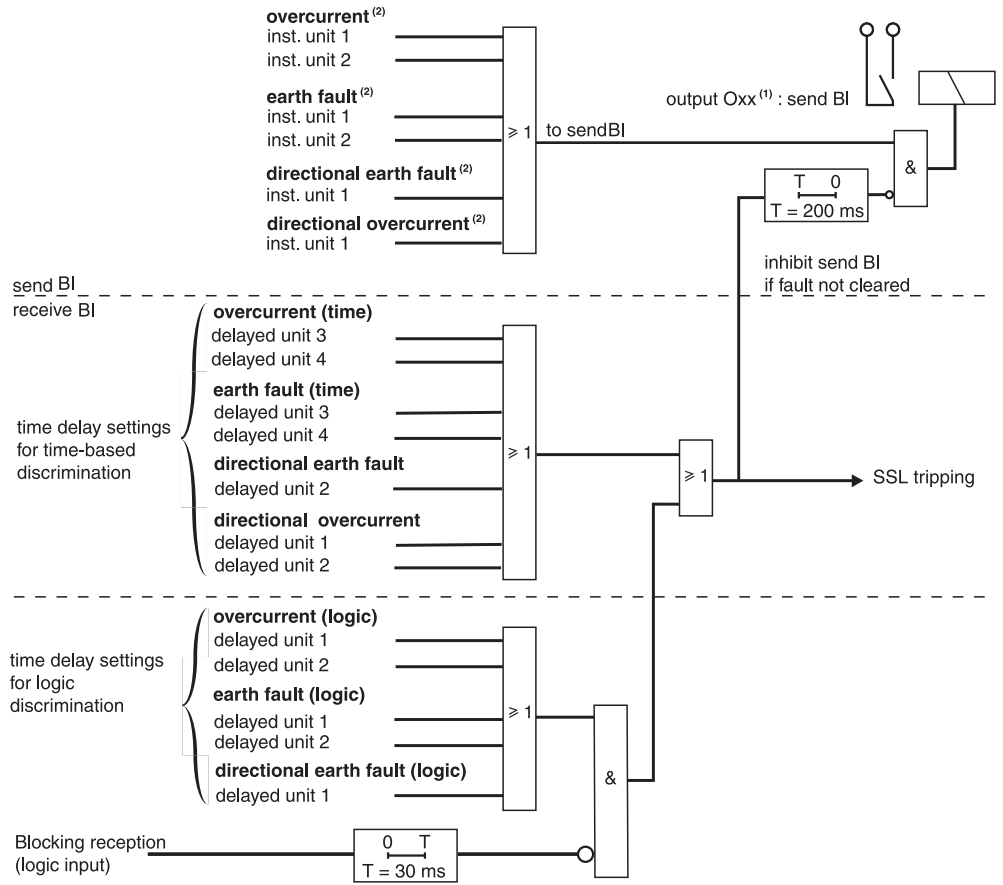 overcurrent (2)
inst. unit 1
inst. unit 2
earth fault (2)
inst. unit 1
inst. unit 2
directional earth fault (2)
inst. unit 1
directional overcurrent (2)
inst. unit 1
≥ 1
to sendBI
output Oxx (1) : send BI
&
T 0
T = 200 ms
inhibit send BI
if fault not cleared
send BI
receive BI
time delay settings
for time-based
discrimination
overcurrent (time)
delayed unit 3
delayed unit 4
earth fault (time)
delayed unit 3
delayed unit 4
directional earth fault
delayed unit 2
directional overcurrent
delayed unit 1
delayed unit 2
≥ 1
≥ 1
SSL tripping
time delay settings
for logic
discrimination
overcurrent (logic)
delayed unit 1
delayed unit 2
earth fault (logic)
delayed unit 1
delayed unit 2
directional earth fault (logic)
delayed unit 1
≥ 1
&
Blocking reception
(logic input)
0 T
T = 30 ms